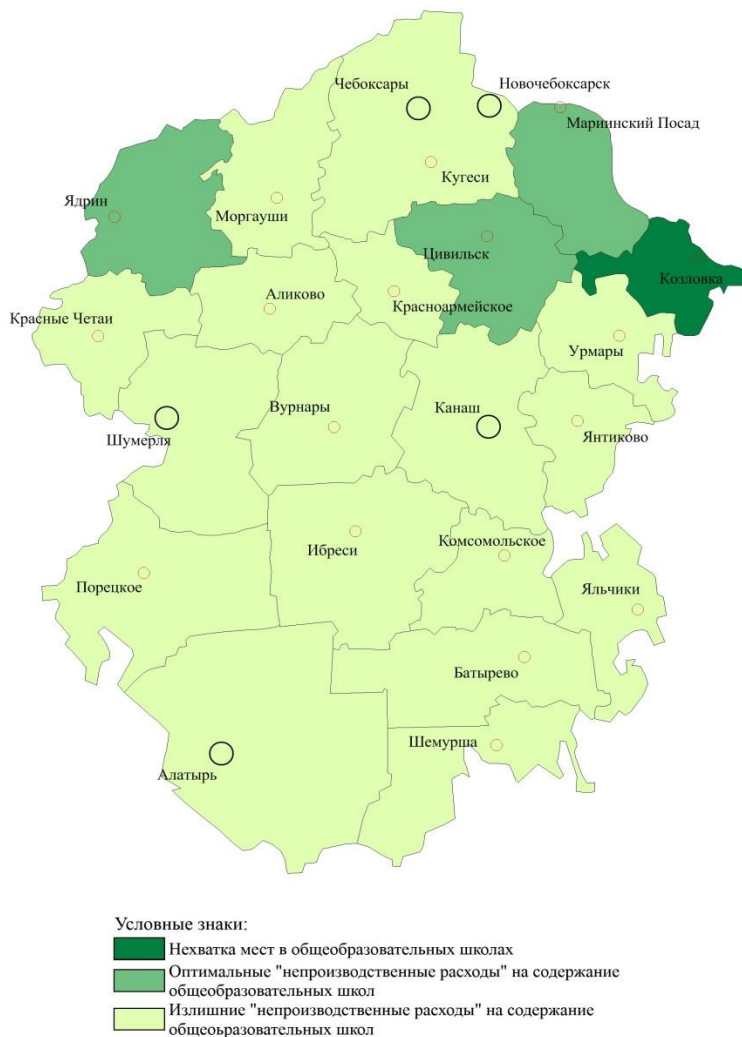 Чебоксары
Новочебоксарск
Мариинский Посад
Кугеси
Ядрин
Моргауши
Цивильск
Козловка
Аликово
Красноармейское
Красные Четаи
Урмары
Вурнары
Канаш
Шумерля
Янтиково
Ибреси
Комсомольское
Порецкое
Яльчики
Батырево
Шемурша
Алатырь
Условные знаки:
Нехватка мест в общеобразовательных школах
Оптимальные "непроизводственные расходы" на содержание
общеобразовательных школ
Излишние "непроизводственные расходы" на содержание
общеоьразовательных школ